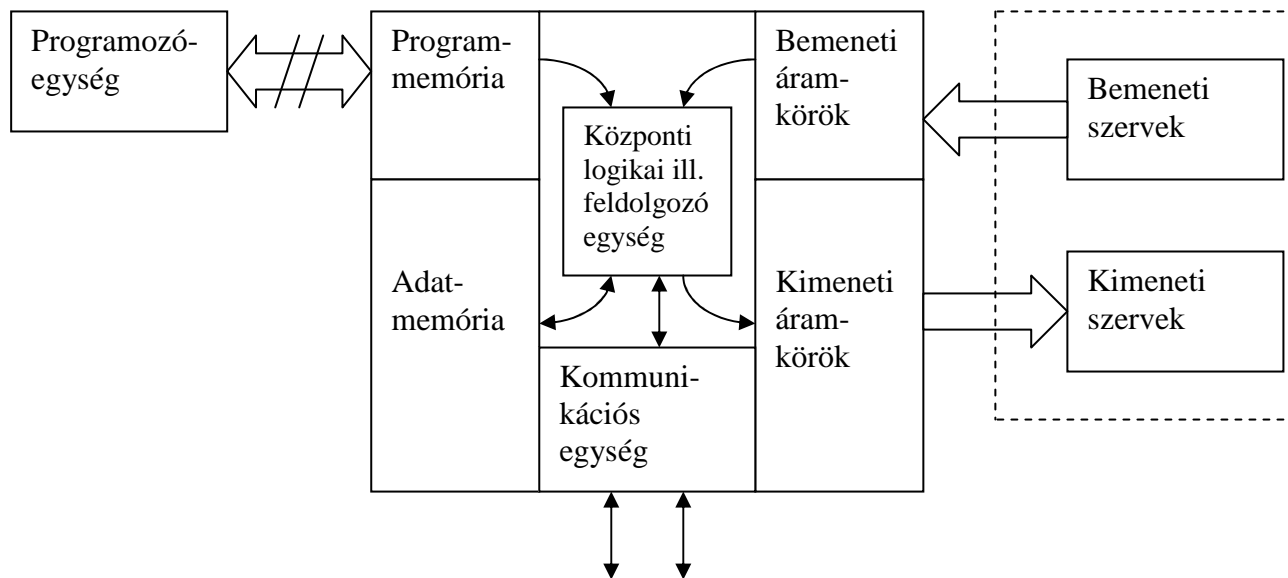 Programozó-
egység
Program-
memória
Bemeneti
áram-
körök
Bemeneti
szervek
Központi
logikai ill.
feldolgozó
egység
Adat-
memória
Kimeneti
áram-
körök
Kimeneti
szervek
Kommuni-
kációs
egység